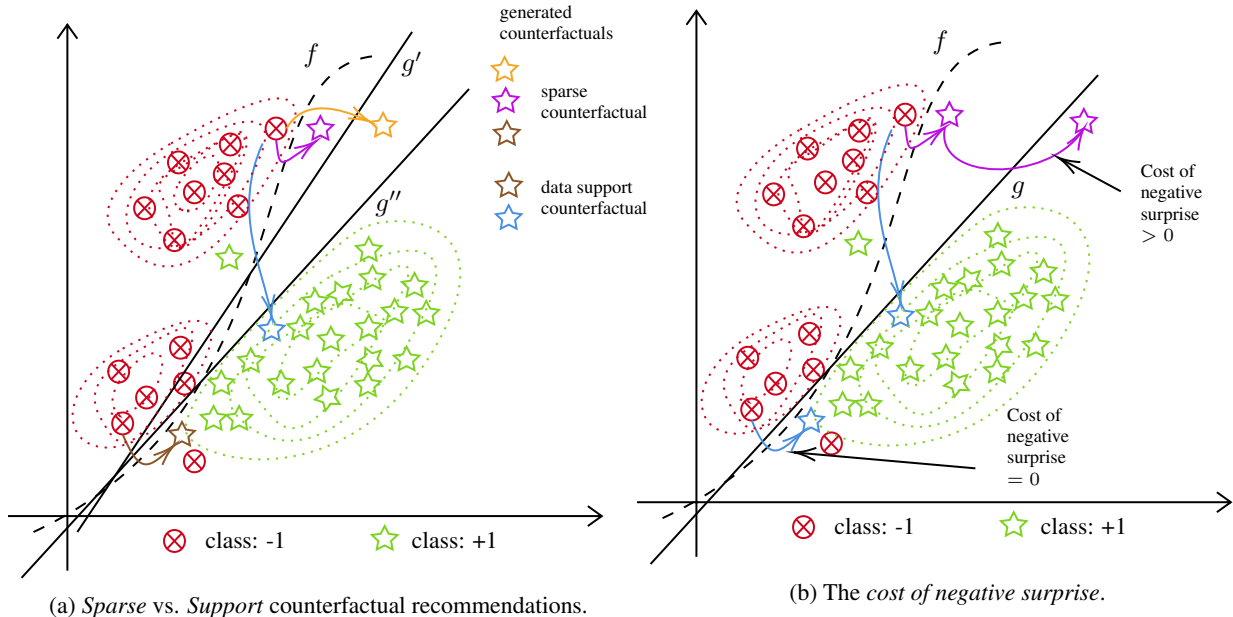 generated
counterfactuals
f
g′
sparse
counterfactual
data support
counterfactual
g″
class: -1
class: +1
(a) Sparse vs. Support counterfactual recommendations.
f
g
Cost of
negative
surprise
> 0
Cost of
negative
surprise
= 0
class: -1
class: +1
(b) The cost of negative surprise.